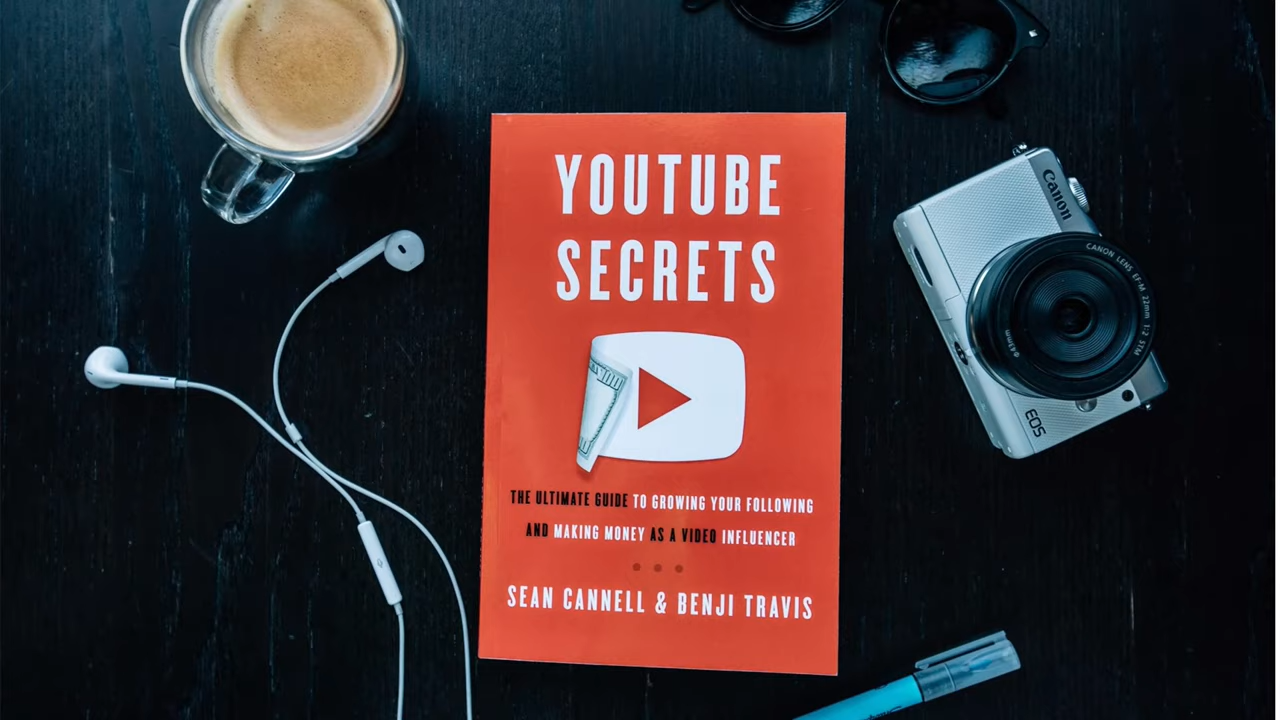 YOUTUBE
SECRETS
THE ULTIMATE GUIDE TO GROWING YOUR FOLLOWING
AND MAKING MONEY AS A VIDEO INFLUENCER
SEAN CANNELL & BENJI TRAVIS
Canon
CANON LENS EF-M 22mm 1:2 STM
ø43mm
EOS